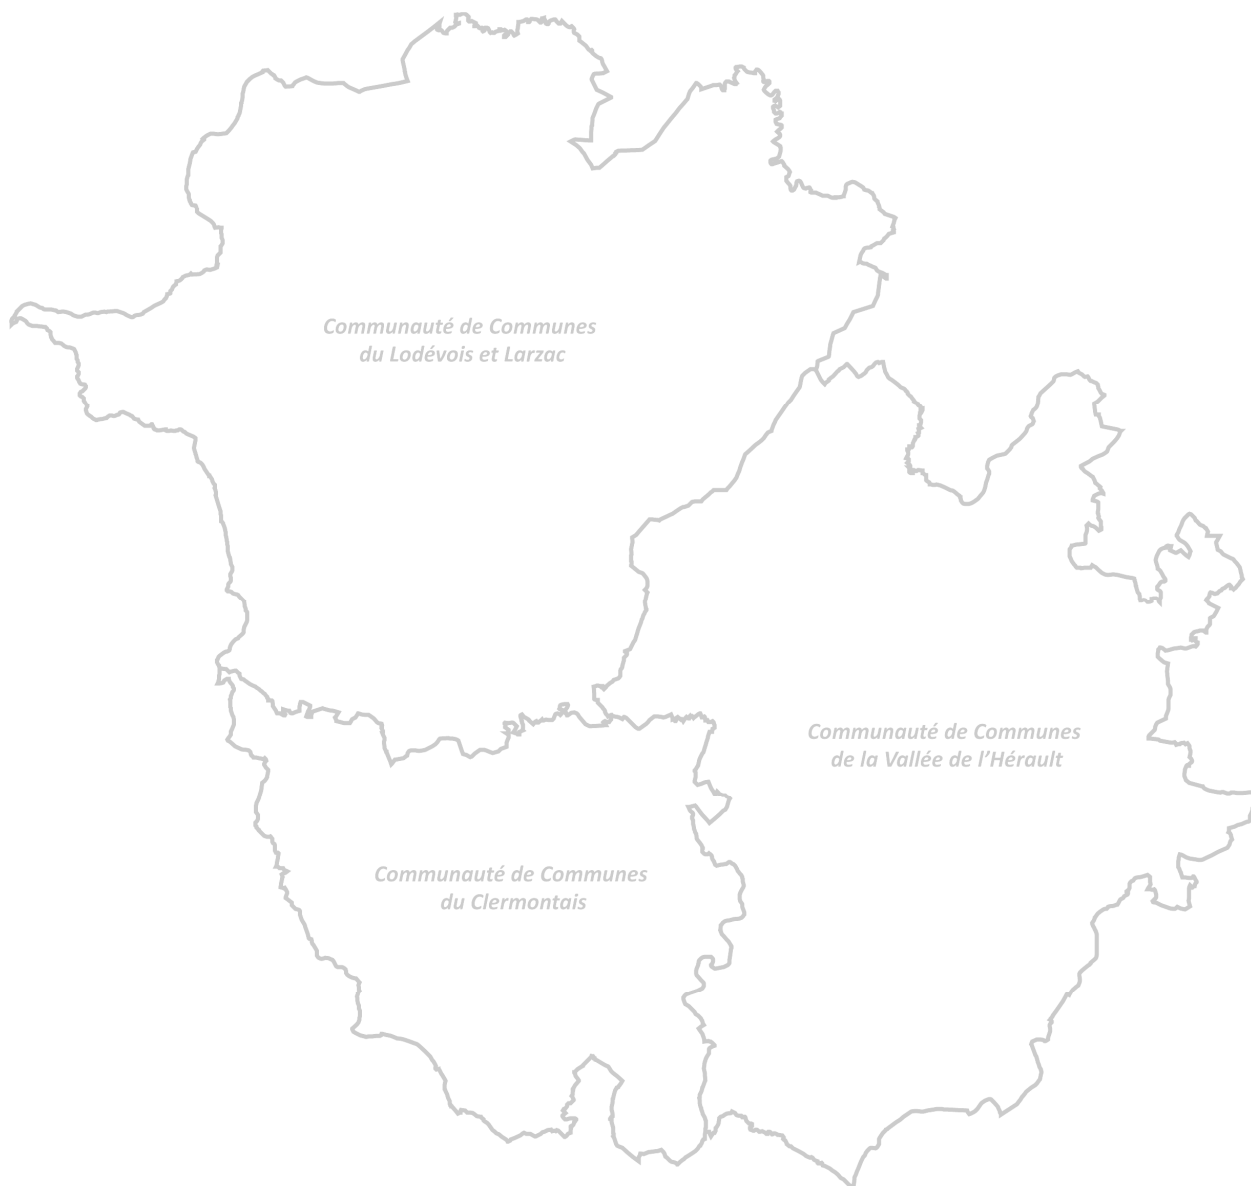 Communauté de Communes
du Lodévois et Larzac
Communauté de Communes
de la Vallée de l'Hérault
Communauté de Communes
du Clermontais